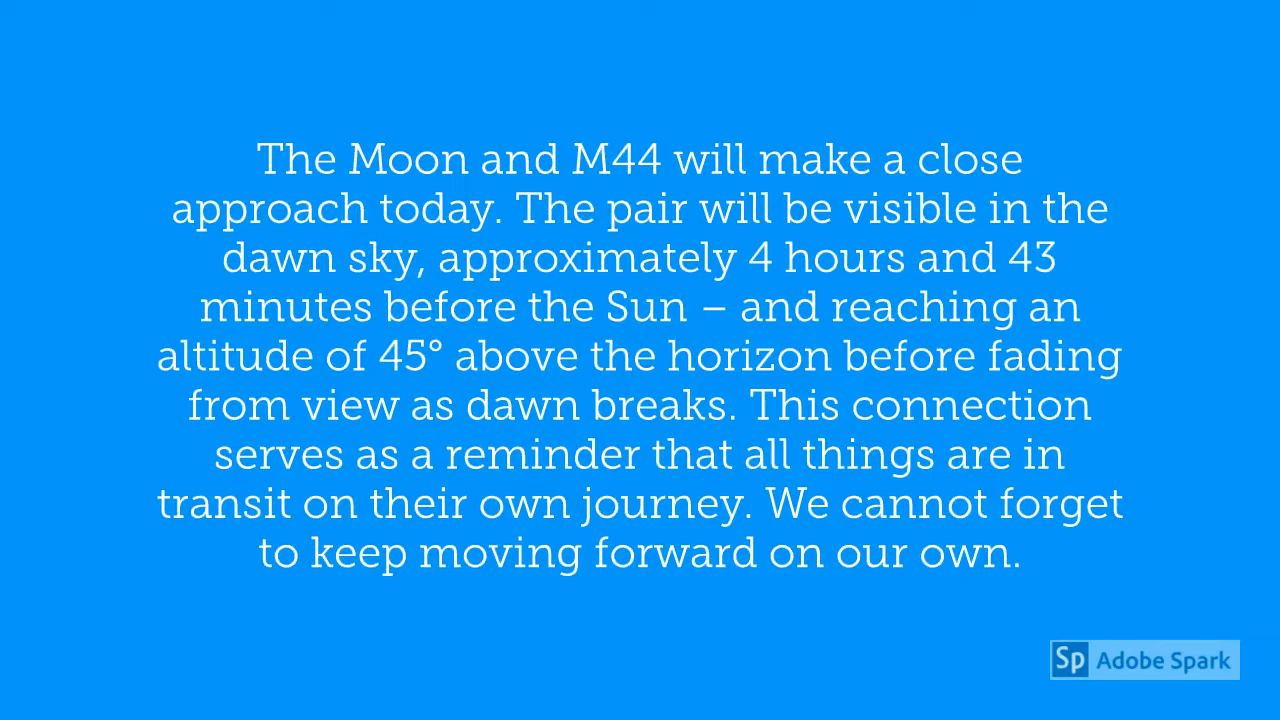 The Moon and M44 will make a close
approach today. The pair will be visible in the
dawn sky, approximately 4 hours and 43
minutes before the Sun – and reaching an
altitude of 45° above the horizon before fading
from view as dawn breaks. This connection
serves as a reminder that all things are in
transit on their own journey. We cannot forget
to keep moving forward on our own.
Sp Adobe Spark